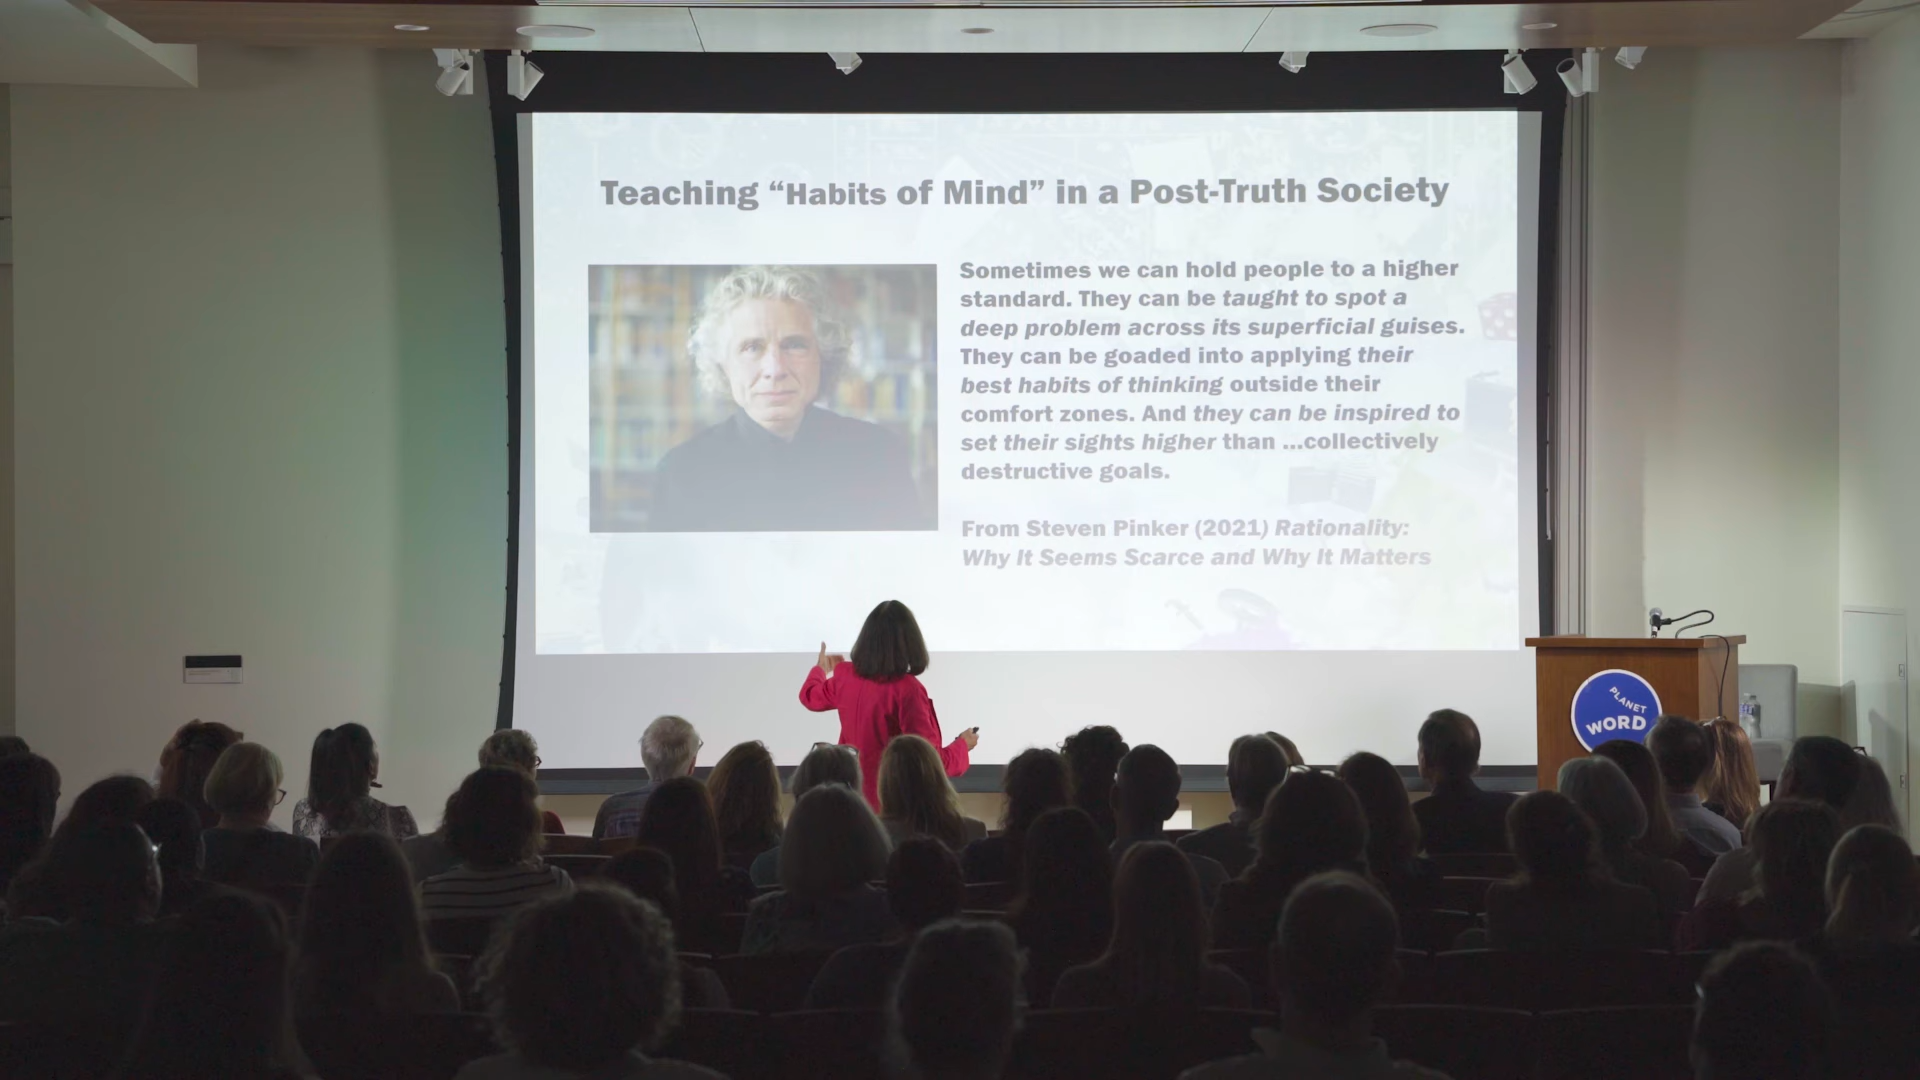 Teaching “Habits of Mind” in a Post-Truth Society
Sometimes we can hold people to a higher
standard. They can be taught to spot a
deep problem across its superficial guises.
They can be goaded into applying their
best habits of thinking outside their
comfort zones. And they can be inspired to
set their sights higher than ...collectively
destructive goals.
From Steven Pinker (2021) Rationality:
Why It Seems Scarce and Why It Matters
PLANET
WORD